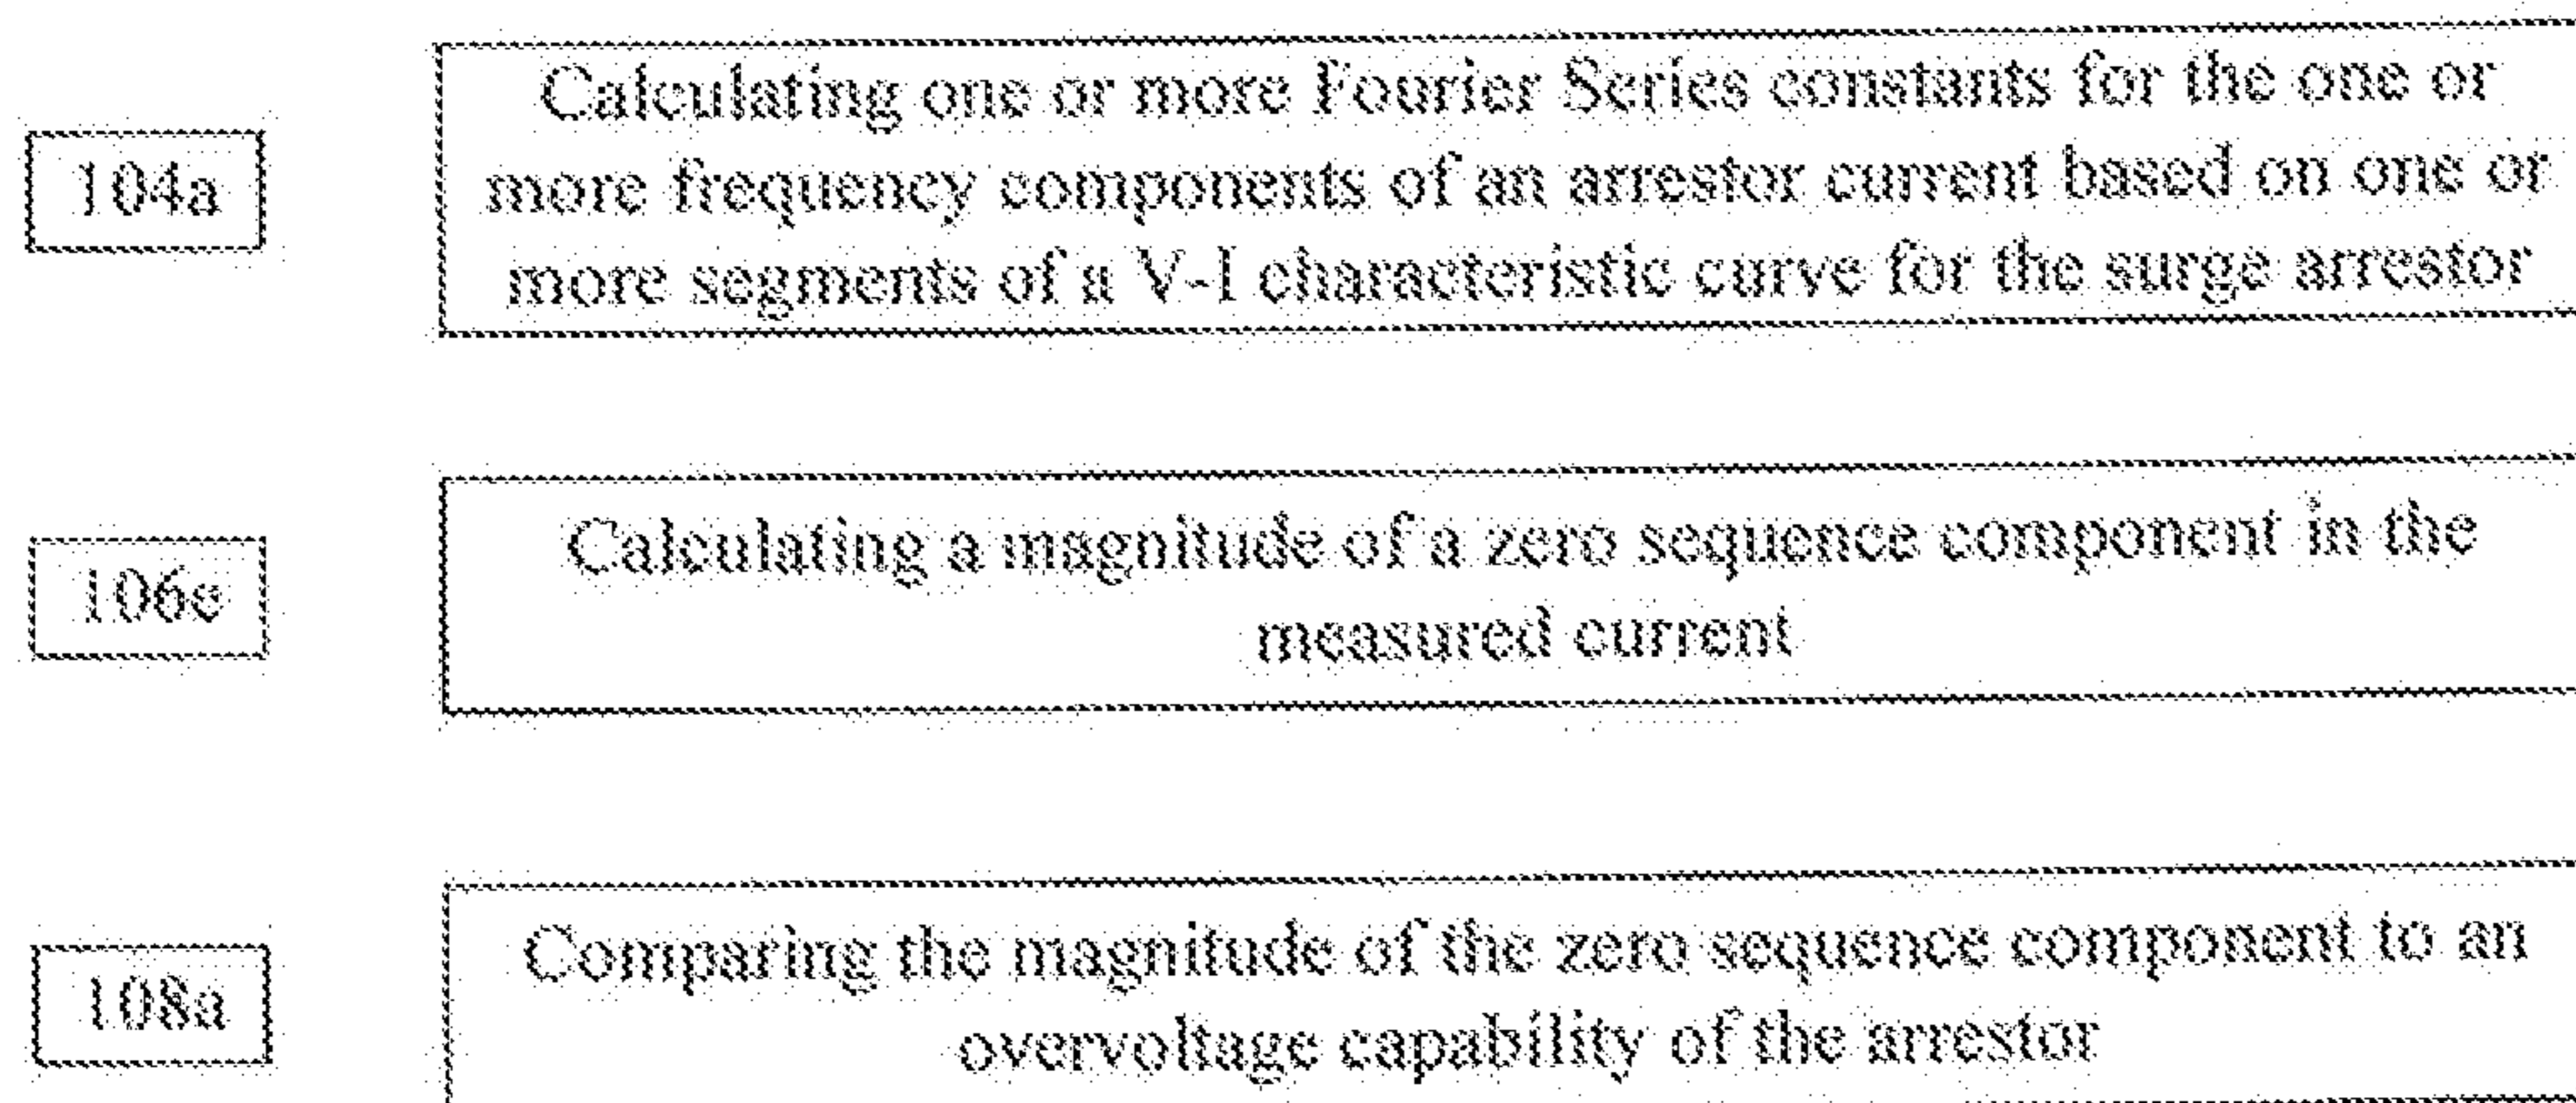 104a
Calculating one or more Fourier Series constants for the one or
more frequency components of an arrestor current based on one or
more segments of a V-I characteristic curve for the surge arrestor
106e
Calculating a magnitude of a zero sequence component in the
measured current
108a
Comparing the magnitude of the zero sequence component to an
overvoltage capability of the arrestor